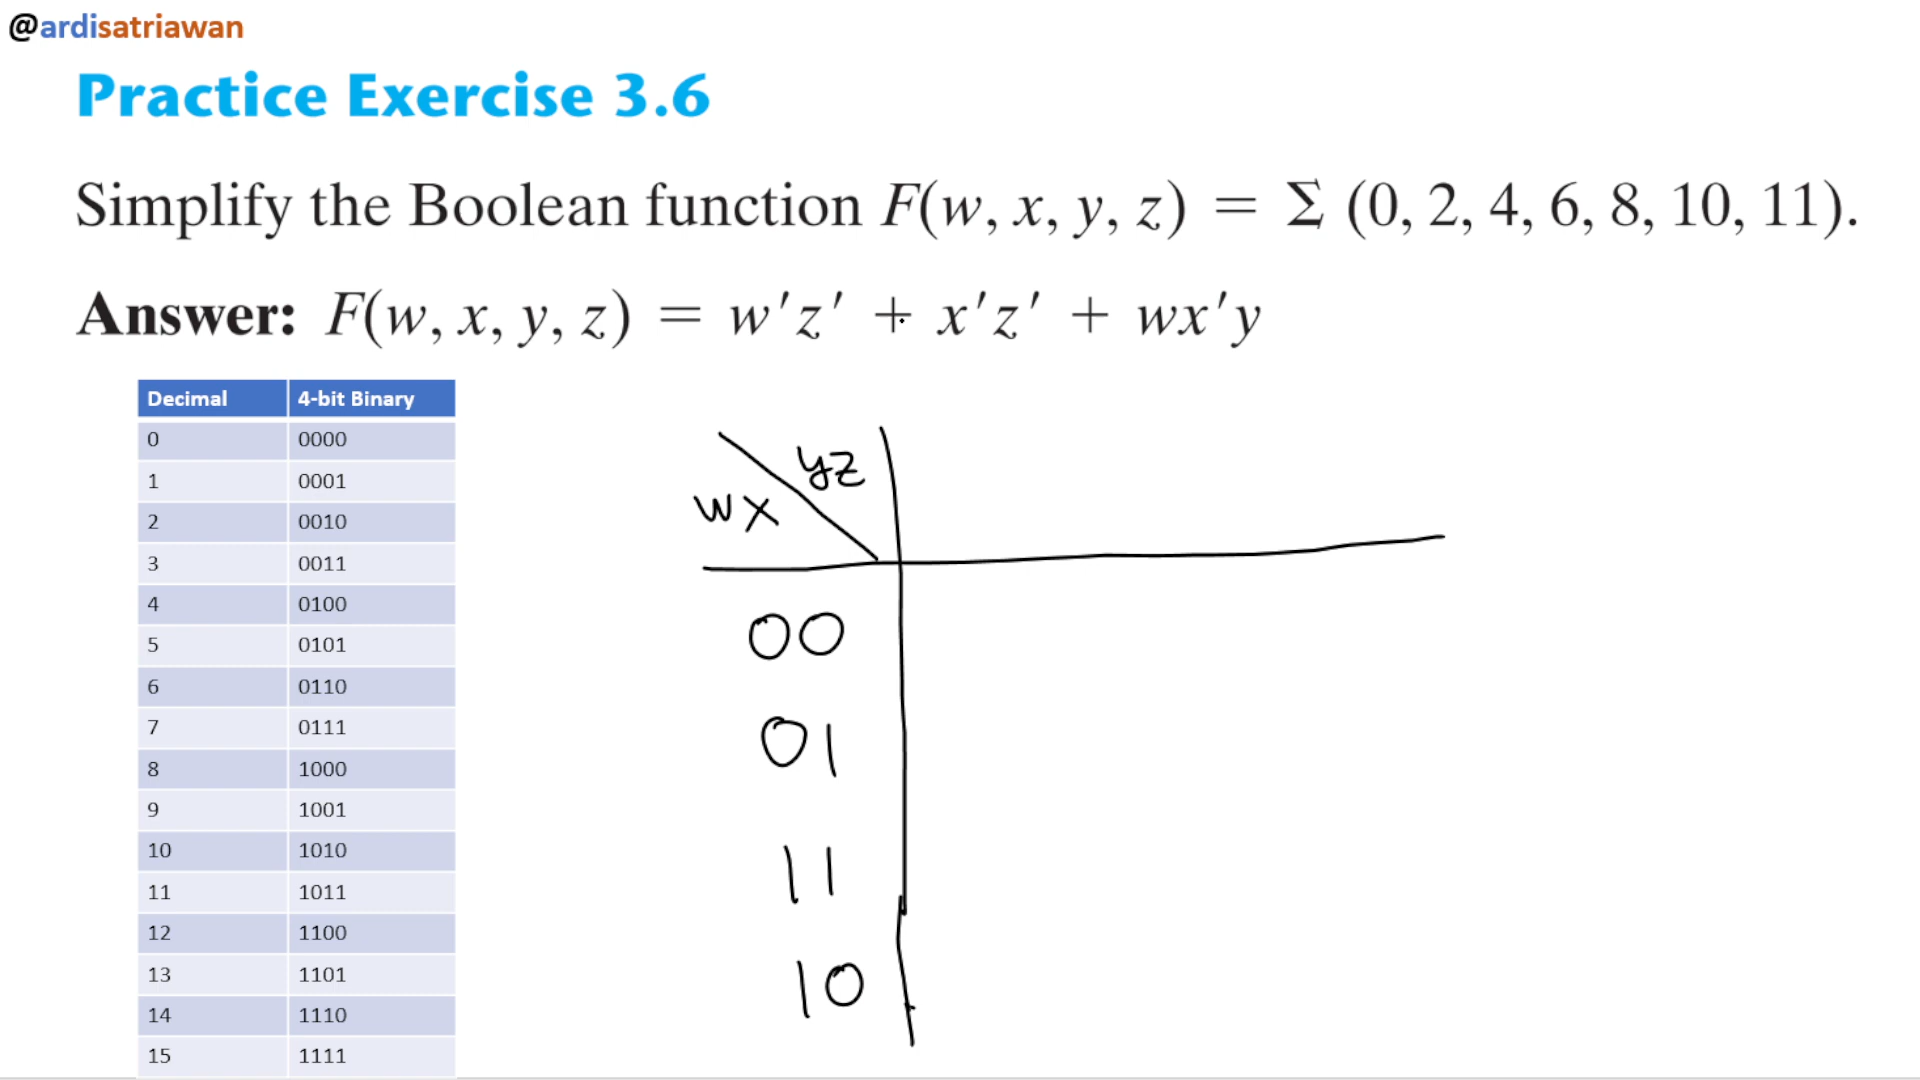 @ardisatriawan
Practice Exercise 3.6
Simplify the Boolean function F(w, x, y, z) = Σ (0, 2, 4, 6, 8, 10, 11).
Answer: F(w, x, y, z) = w′z′ + x′z′ + wx′y
Decimal 4-bit Binary
0 0000
1 0001
2 0010
3 0011
4 0100
5 0101
6 0110
7 0111
8 1000
9 1001
10 1010
11 1011
12 1100
13 1101
14 1110
15 1111
yz
wx
00
01
11
10